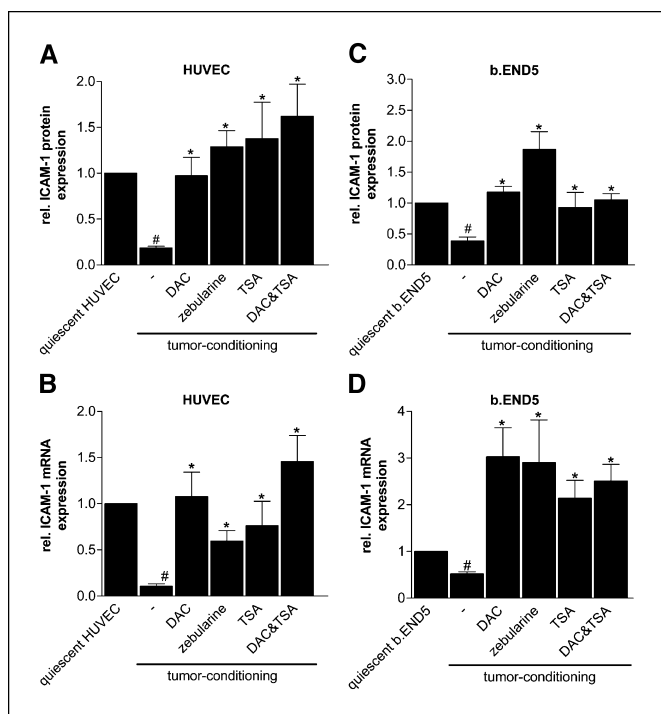 A
HUVEC
rel. ICAM-1 protein
expression
2.0
1.5
1.0
0.5
0.0
#
*
*
*
*
quiescent HUVEC
-
DAC
zebularine
TSA
DAC&TSA
tumor-conditioning
C
b.END5
rel. ICAM-1 protein
expression
3.0
2.5
2.0
1.5
1.0
0.5
0.0
#
*
*
*
*
quiescent b.END5
-
DAC
zebularine
TSA
DAC&TSA
tumor-conditioning
B
HUVEC
rel. ICAM-1 mRNA
expression
2.0
1.5
1.0
0.5
0.0
#
*
*
*
*
quiescent HUVEC
-
DAC
zebularine
TSA
DAC&TSA
tumor-conditioning
D
b.END5
rel. ICAM-1 mRNA
expression
4
3
2
1
0
#
*
*
*
*
quiescent b.END5
-
DAC
zebularine
TSA
DAC&TSA
tumor-conditioning